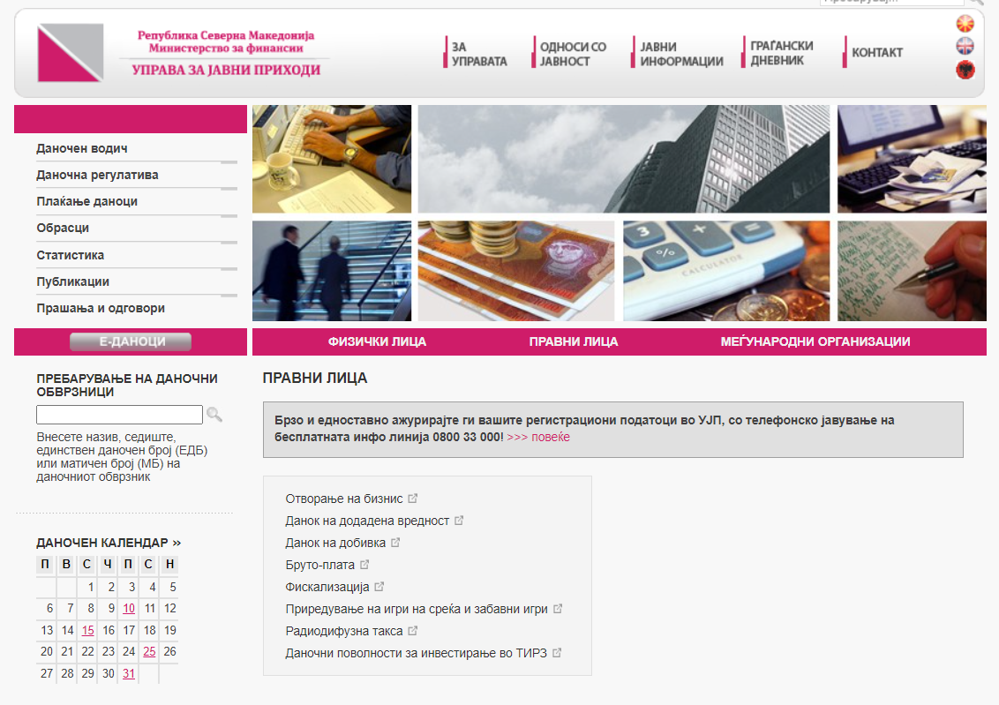 Република Северна Македонија
Министерство за финансии
УПРАВА ЗА ЈАВНИ ПРИХОДИ
ЗА
УПРАВАТА
ОДНОСИ СО
ЈАВНОСТ
ЈАВНИ
ИНФОРМАЦИИ
ГРАЃАНСКИ
ДНЕВНИК
КОНТАКТ
Даночен водич
Даночна регулатива
Плаќање даноци
Обрасци
Статистика
Публикации
Прашања и одговори
Е-ДАНОЦИ
CALCULATOR
ФИЗИЧКИ ЛИЦА
ПРАВНИ ЛИЦА
МЕЃУНАРОДНИ ОРГАНИЗАЦИИ
ПРЕБАРУВАЊЕ НА ДАНОЧНИ
ОБВРЗНИЦИ
Внесете назив, седиште,
единствен даночен број (ЕДБ)
или матичен број (МБ) на
даночниот обврзник
ДАНОЧЕН КАЛЕНДАР »
П В С Ч П С Н
1 2 3 4 5
6 7 8 9 10 11 12
13 14 15 16 17 18 19
20 21 22 23 24 25 26
27 28 29 30 31
ПРАВНИ ЛИЦА
Брзо и едноставно ажурирајте ги вашите регистрациони податоци во УЈП, со телефонско јавување на
бесплатната инфо линија 0800 33 000! >>> повеќе
Отворање на бизнис
Данок на додадена вредност
Данок на добивка
Бруто-плата
Фискализација
Приредување на игри на среќа и забавни игри
Радиодифузна такса
Даночни поволности за инвестирање во ТИРЗ